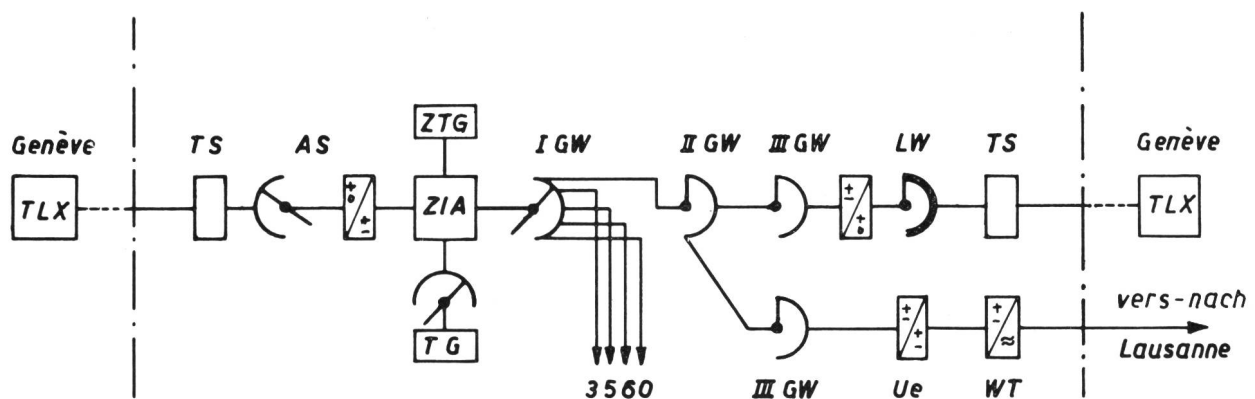 ZTG
Genève TS AS I GW II GW III GW LW TS Genève
TLX ZIA TLX
+o/+- +-/+o
TG
+-/+- +-/≈
vers-nach
Lausanne
3560 III GW Ue WT